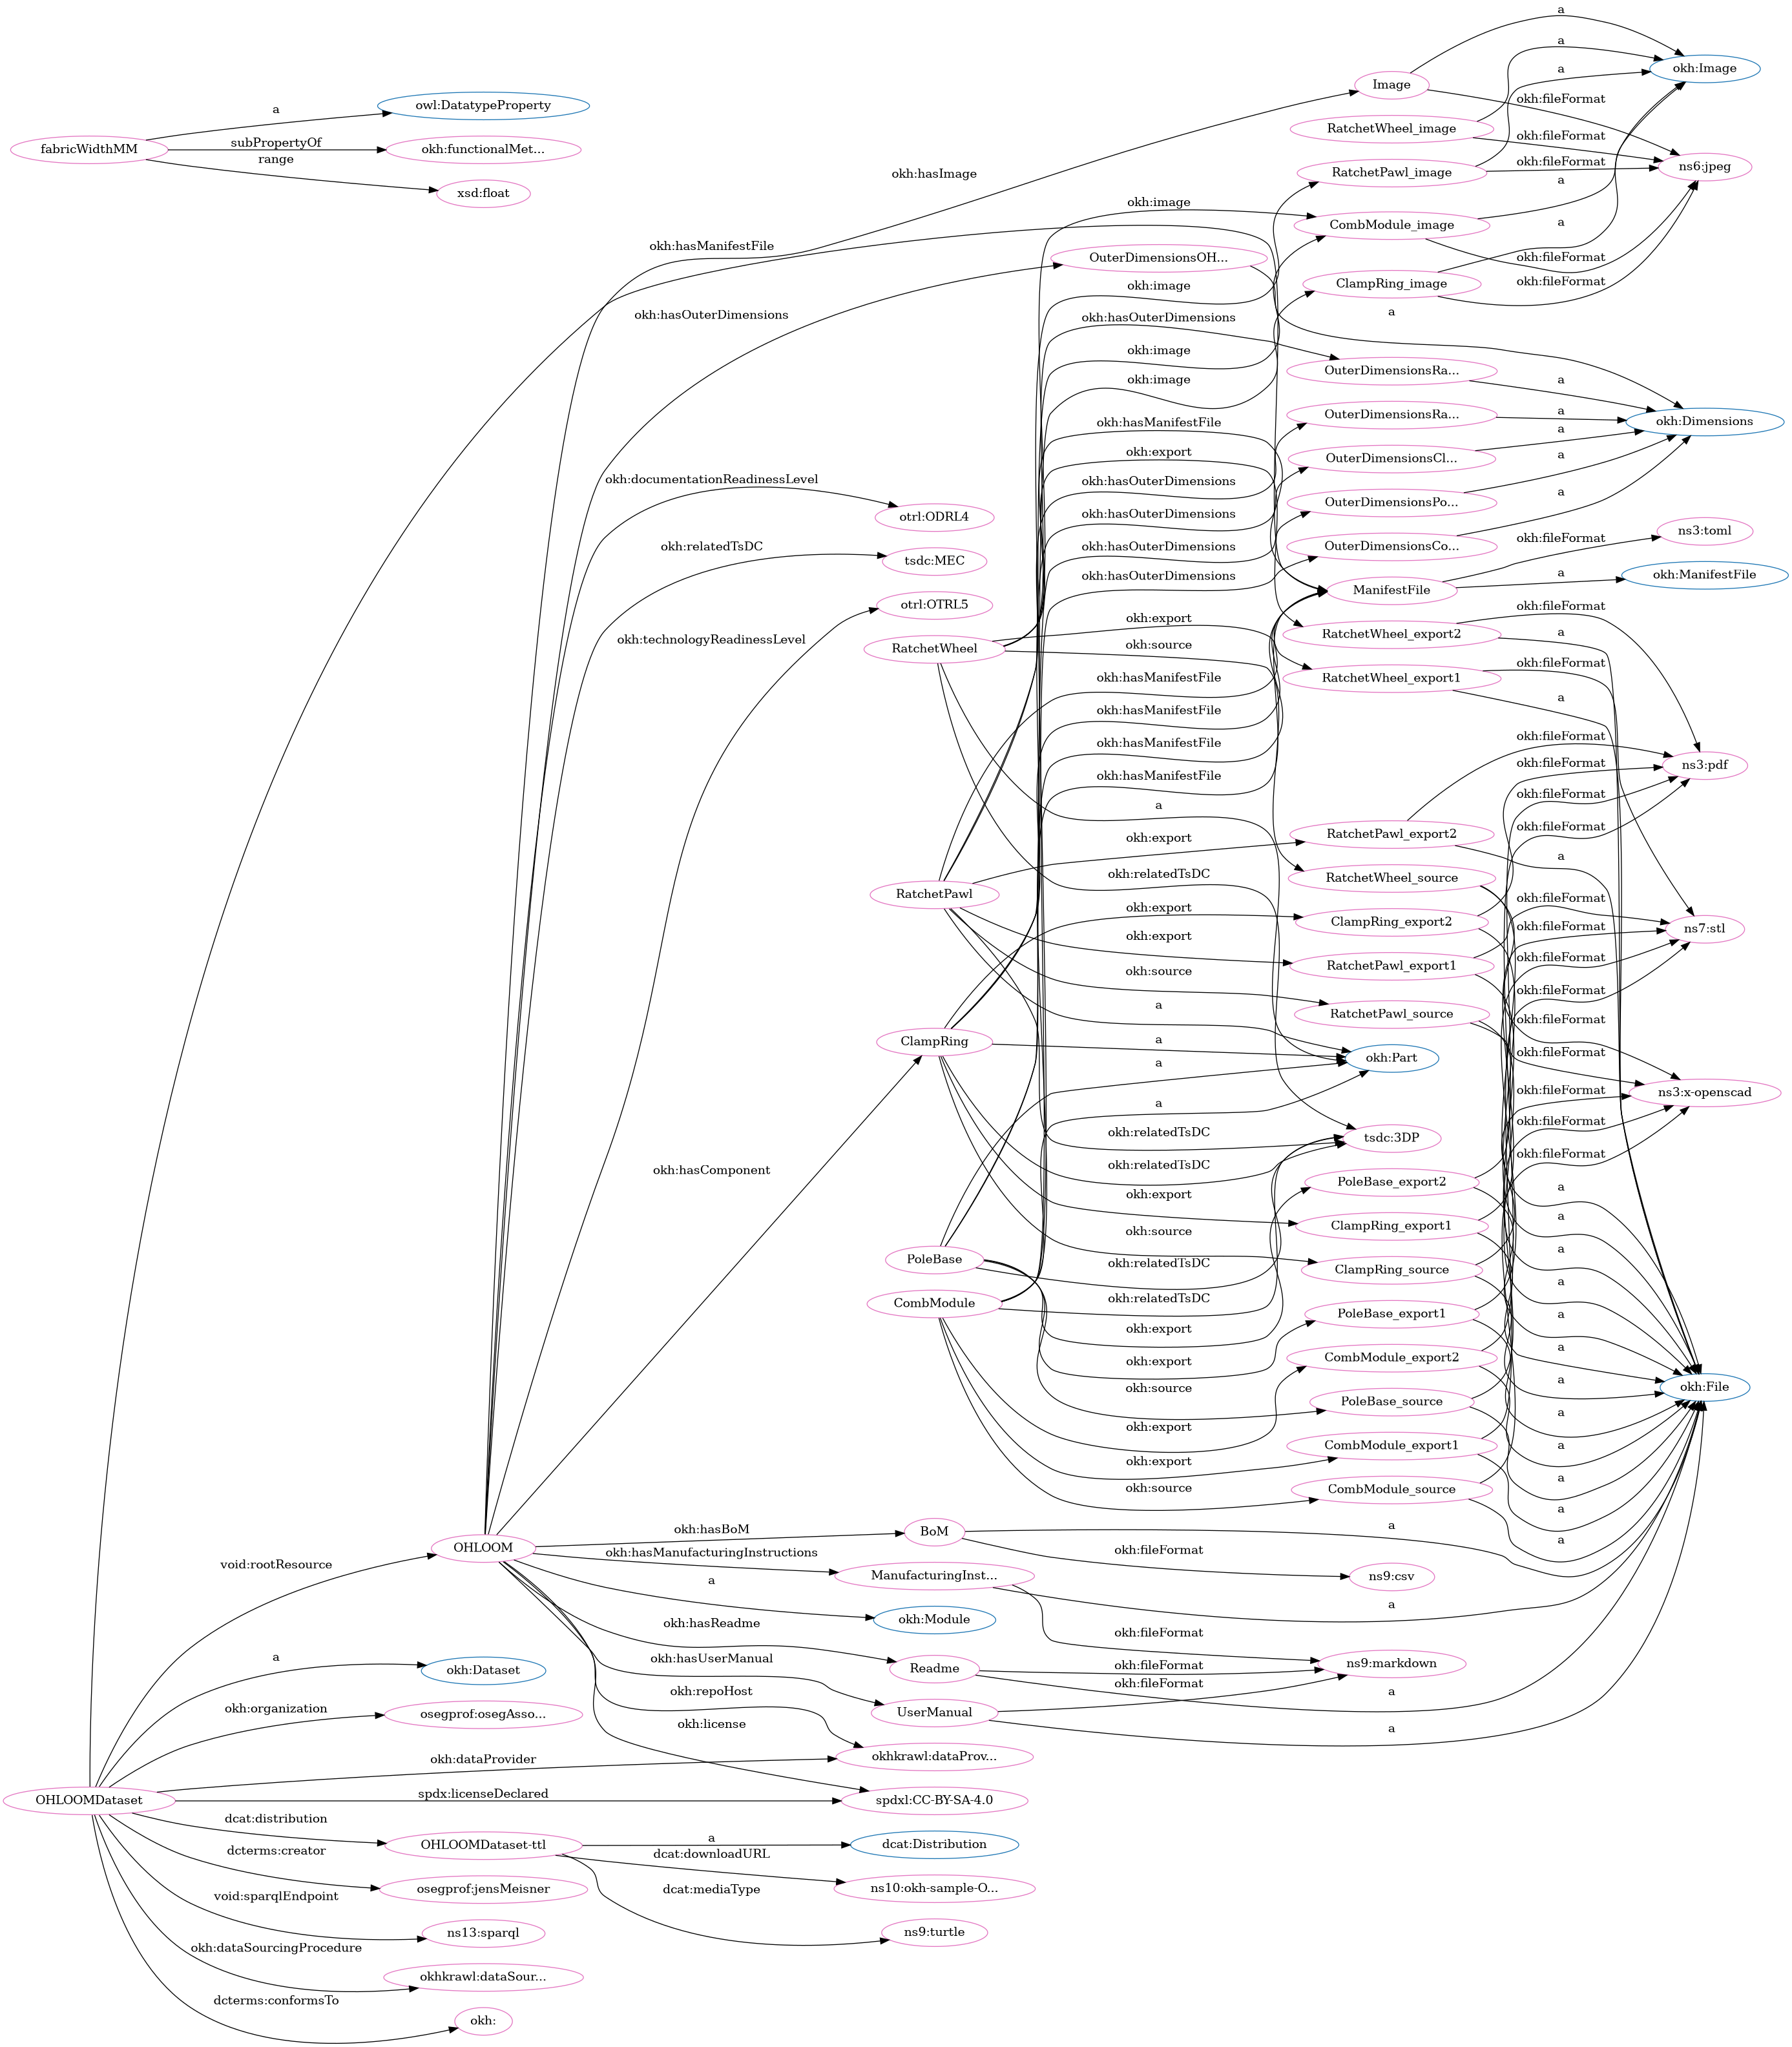 a
a
okh:Image
a
Image
owl:DatatypeProperty
okh:fileFormat
a
RatchetWheel_image
okh:fileFormat
subPropertyOf
fabricWidthMM
okh:functionalMet...
range
okh:fileFormat
ns6:jpeg
okh:hasImage
RatchetPawl_image
a
xsd:float
okh:image
CombModule_image
a
okh:hasManifestFile
OuterDimensionsOH...
okh:fileFormat
okh:image
ClampRing_image
okh:fileFormat
okh:hasOuterDimensions
okh:hasOuterDimensions
a
okh:image
OuterDimensionsRa...
a
okh:image
OuterDimensionsRa...
a
okh:Dimensions
okh:hasManifestFile
a
okh:export
OuterDimensionsCl...
a
okh:documentationReadinessLevel
okh:hasOuterDimensions
a
OuterDimensionsPo...
okh:hasOuterDimensions
otrl:ODRL4
ns3:toml
okh:fileFormat
okh:relatedTsDC
okh:hasOuterDimensions
OuterDimensionsCo...
tsdc:MEC
okh:hasOuterDimensions
a
okh:ManifestFile
ManifestFile
otrl:OTRL5
okh:export
okh:fileFormat
okh:technologyReadinessLevel
RatchetWheel_export2
a
okh:source
RatchetWheel
okh:fileFormat
okh:hasManifestFile
RatchetWheel_export1
a
okh:hasManifestFile
okh:fileFormat
okh:hasManifestFile
okh:fileFormat
ns3:pdf
okh:hasManifestFile
okh:fileFormat
a
okh:fileFormat
okh:export
RatchetPawl_export2
a
okh:relatedTsDC
RatchetWheel_source
RatchetPawl
okh:fileFormat
okh:export
ClampRing_export2
okh:fileFormat
ns7:stl
okh:export
okh:fileFormat
RatchetPawl_export1
okh:source
okh:fileFormat
a
RatchetPawl_source
okh:fileFormat
ClampRing
a
okh:fileFormat
okh:Part
a
okh:fileFormat
ns3:x-openscad
a
okh:fileFormat
okh:relatedTsDC
tsdc:3DP
okh:fileFormat
okh:hasComponent
okh:relatedTsDC
PoleBase_export2
a
okh:export
a
ClampRing_export1
okh:source
a
PoleBase
okh:relatedTsDC
ClampRing_source
a
okh:relatedTsDC
CombModule
PoleBase_export1
a
okh:export
a
okh:export
CombModule_export2
a
okh:source
okh:File
PoleBase_source
a
okh:export
CombModule_export1
a
okh:export
a
okh:source
CombModule_source
a
okh:hasBoM
BoM
a
a
OHLOOM
okh:fileFormat
okh:hasManufacturingInstructions
void:rootResource
ManufacturingInst...
ns9:csv
a
a
okh:Module
okh:hasReadme
okh:fileFormat
a
okh:hasUserManual
Readme
okh:fileFormat
ns9:markdown
okh:Dataset
okh:fileFormat
okh:repoHost
a
okh:organization
osegprof:osegAsso...
UserManual
okh:license
a
okh:dataProvider
okhkrawl:dataProv...
spdx:licenseDeclared
OHLOOMDataset
spdxl:CC-BY-SA-4.0
dcat:distribution
a
OHLOOMDataset-ttl
dcat:Distribution
dcterms:creator
dcat:downloadURL
osegprof:jensMeisner
dcat:mediaType
ns10:okh-sample-O...
void:sparqlEndpoint
ns13:sparql
ns9:turtle
okh:dataSourcingProcedure
okhkrawl:dataSour...
dcterms:conformsTo
okh: